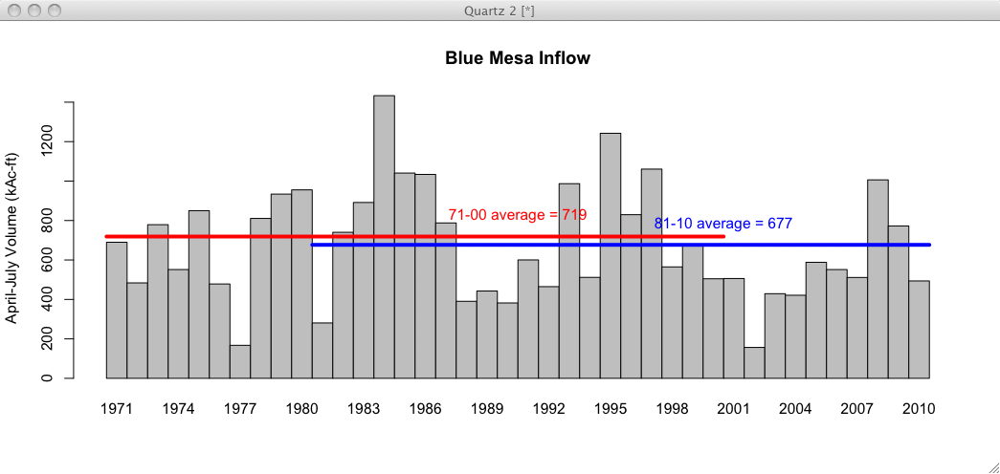 Quartz 2 [*]
Blue Mesa Inflow
April-July Volume (kAc-ft)
1200
800
600
400
200
0
71-00 average = 719
81-10 average = 677
1971 1974 1977 1980 1983 1986 1989 1992 1995 1998 2001 2004 2007 2010